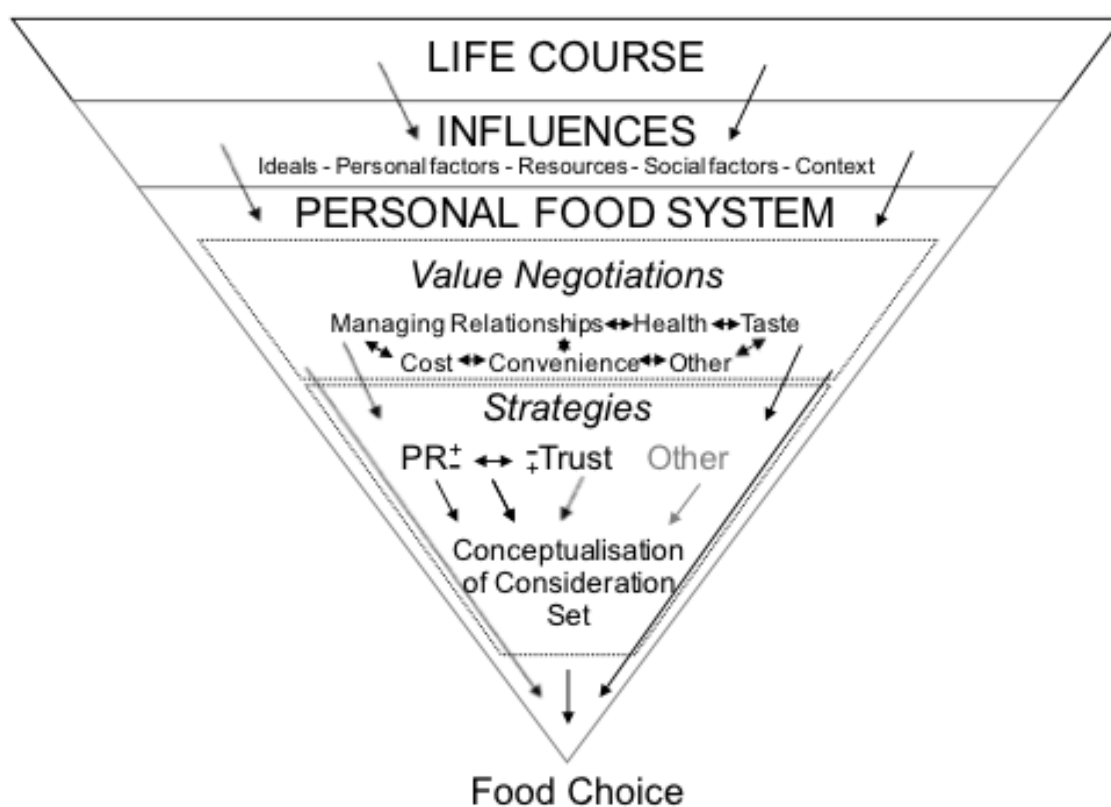 LIFE COURSE
INFLUENCES
Ideals - Personal factors - Resources - Social factors - Context
PERSONAL FOOD SYSTEM
Value Negotiations
Managing Relationships Health Taste
Cost Convenience Other
Strategies
PR+- -+Trust Other
Conceptualisation
of Consideration
Set
Food Choice